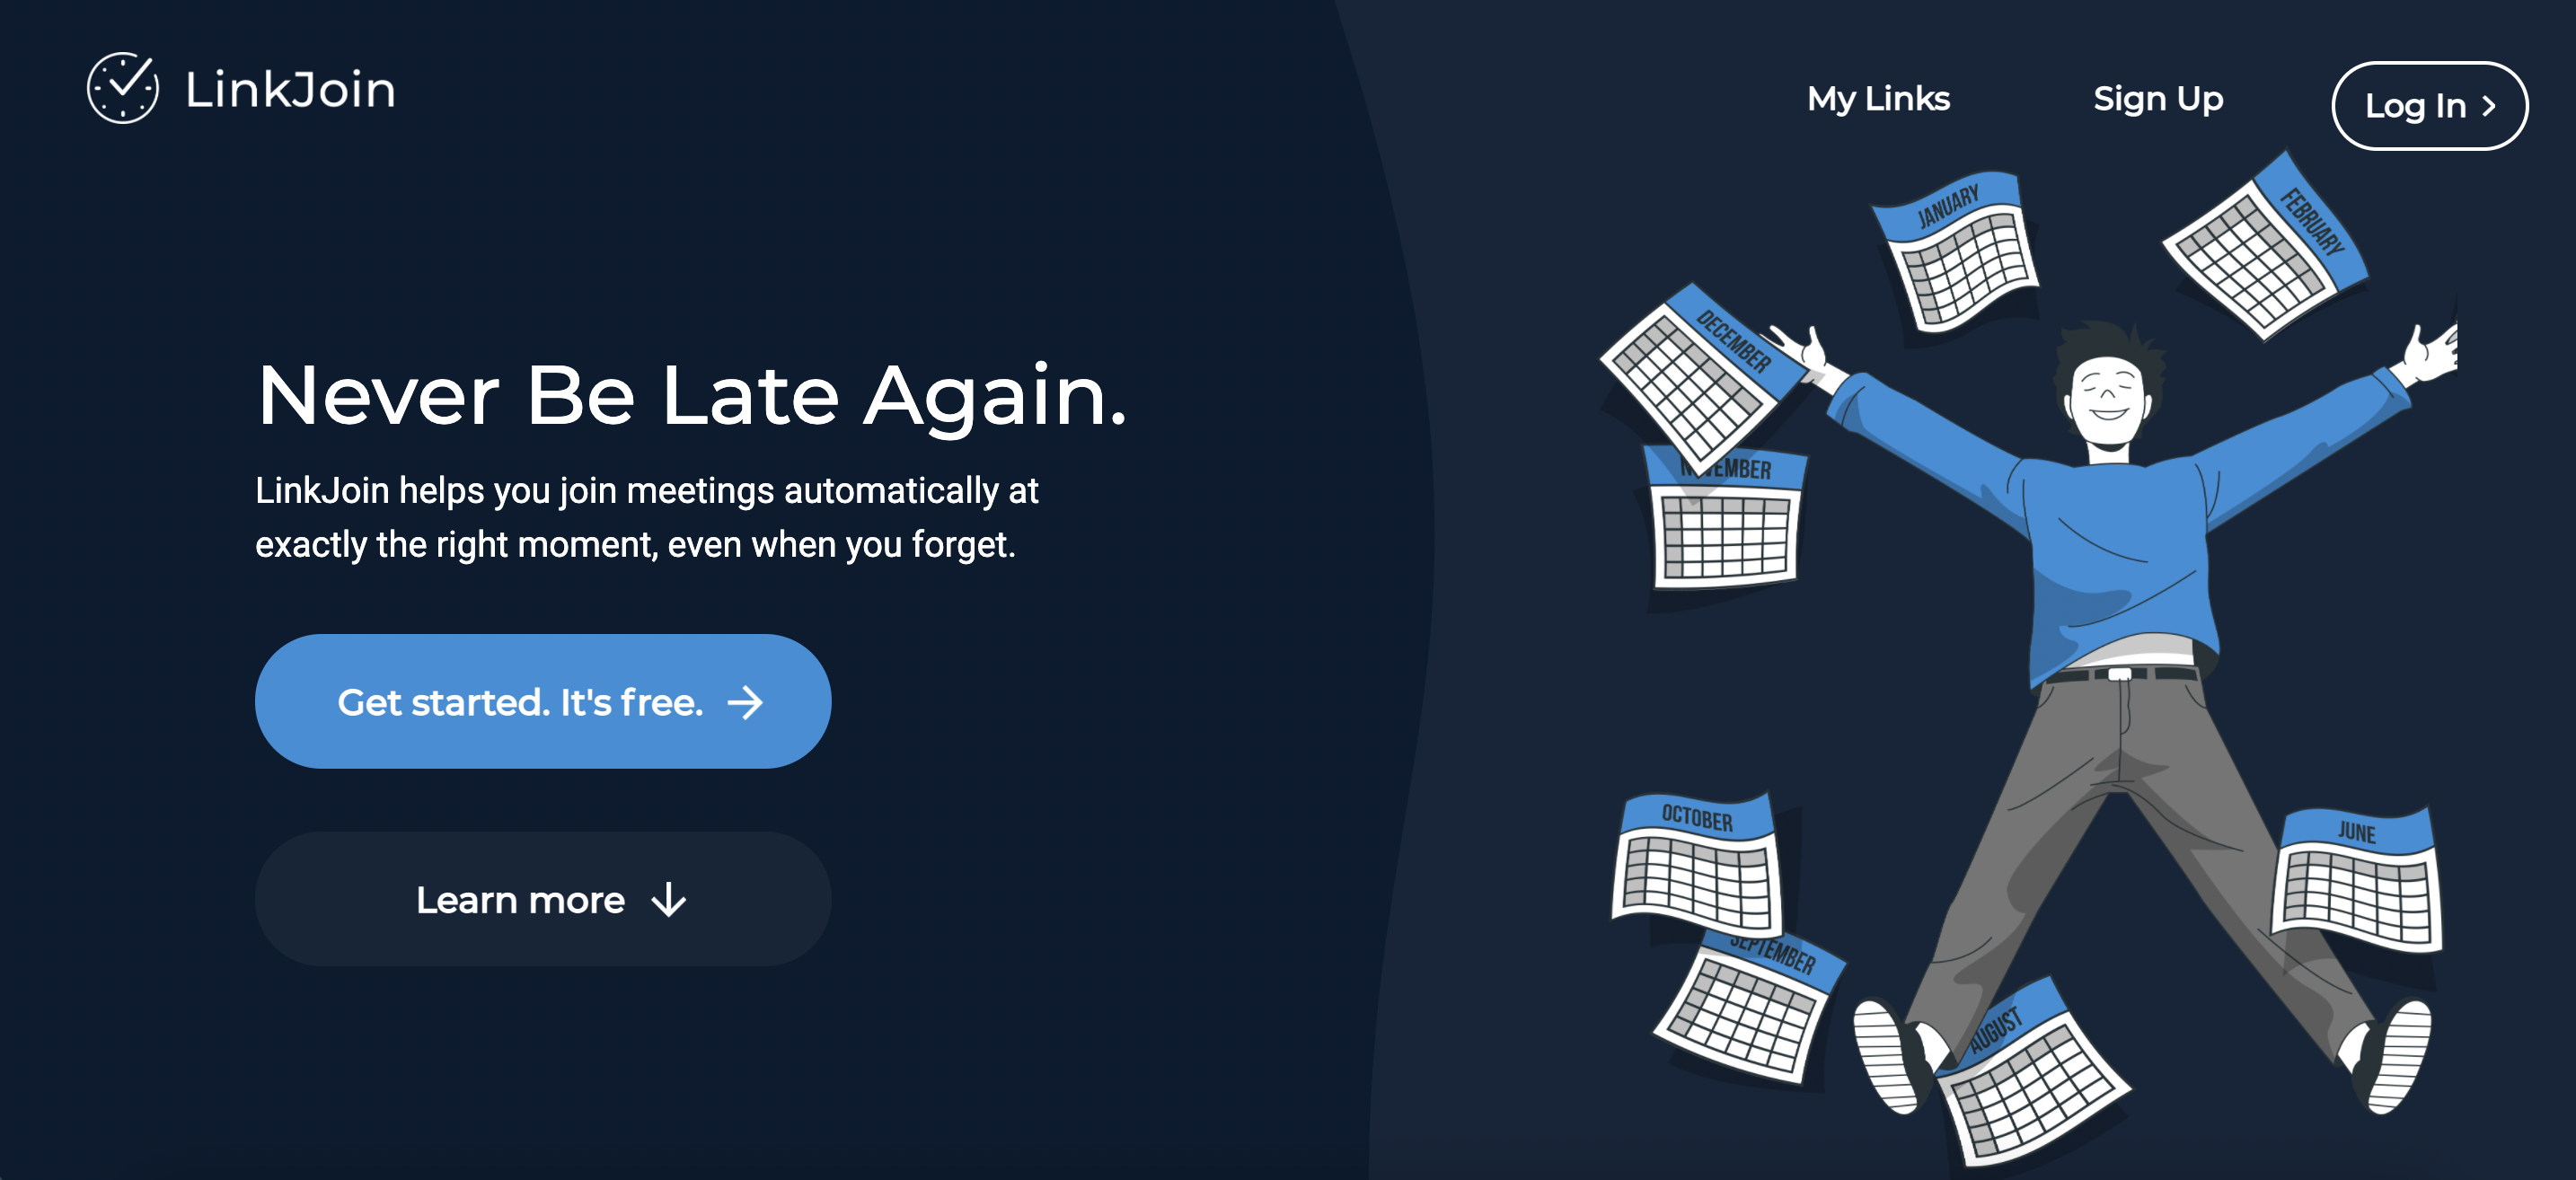 LinkJoin
My Links
Sign Up
Log In
Never Be Late Again.
LinkJoin helps you join meetings automatically at
exactly the right moment, even when you forget.
Get started. It's free.
Learn more
JANUARY
FEBRUARY
DECEMBER
NOVEMBER
OCTOBER
JUNE
SEPTEMBER
AUGUST